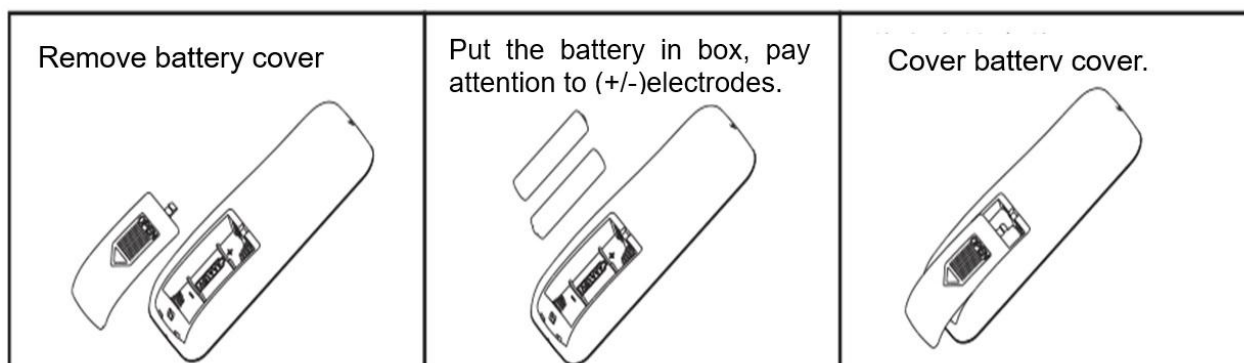 Remove battery cover
Put the battery in box, pay
attention to (+/-)electrodes.
Cover battery cover.